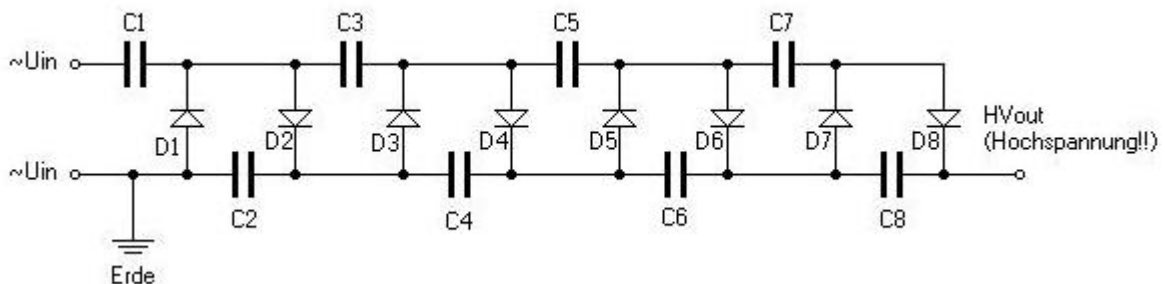 C1
C3
C5
C7
~Uin
D1
D2
D3
D4
D5
D6
D7
D8
HVout
(Hochspannung!!)
~Uin
C2
C4
C6
C8
Erde